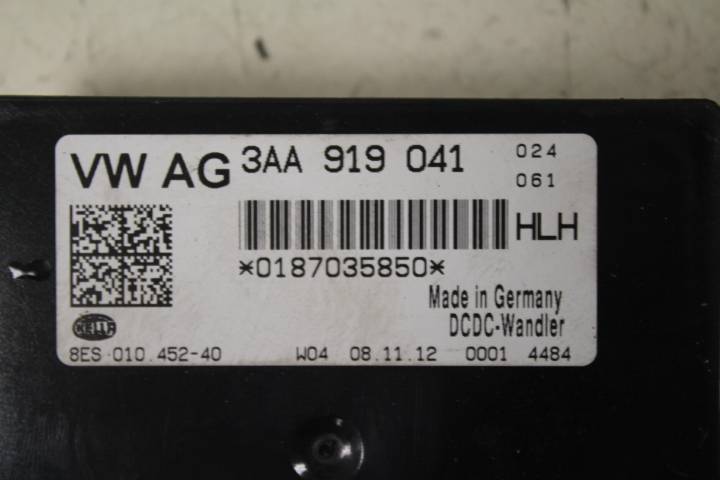 VW AG 3AA 919 041 024
061
HLH
*0187035850*
Made in Germany
DCDC-Wandler
HELLA
8ES 010.452-40 W04 08.11.12 0001 4484